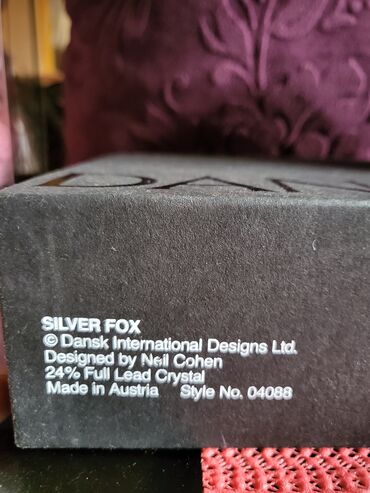 DAN
SILVER FOX
© Dansk International Designs Ltd.
Designed by Neil Cohen
24% Full Lead Crystal
Made in Austria Style No. 04088